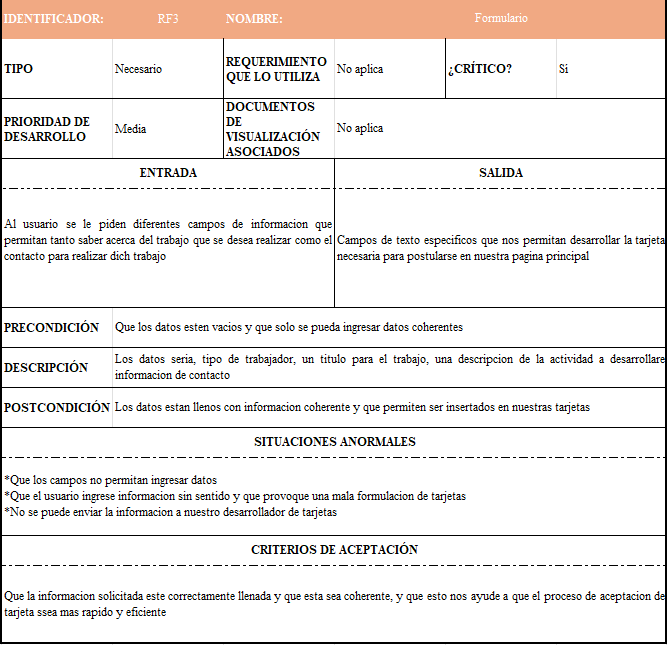 IDENTIFICADOR: RF3 NOMBRE: Formulario
TIPO Necesario REQUERIMIENTO QUE LO UTILIZA No aplica ¿CRÍTICO? Sí
PRIORIDAD DE DESARROLLO Media DOCUMENTOS DE VISUALIZACIÓN ASOCIADOS No aplica
ENTRADA SALIDA
Al usuario se le piden diferentes campos de informacion que
permitan tanto saber acerca del trabajo que se desea realizar como el
contacto para realizar dich trabajo
Campos de texto especificos que nos permitan desarrollar la tarjeta
necesaria para postularse en nuestra pagina principal
PRECONDICIÓN Que los datos esten vacios y que solo se pueda ingresar datos coherentes
DESCRIPCIÓN Los datos seria, tipo de trabajador, un titulo para el trabajo, una descripcion de la actividad a desarrollare
informacion de contacto
POSTCONDICIÓN Los datos estan llenos con informacion coherente y que permiten ser insertados en nuestras tarjetas
SITUACIONES ANORMALES
*Que los campos no permitan ingresar datos
*Que el usuario ingrese informacion sin sentido y que provoque una mala formulacion de tarjetas
*No se puede enviar la informacion a nuestro desarrollador de tarjetas
CRITERIOS DE ACEPTACIÓN
Que la informacion solicitada este correctamente llenada y que esta sea coherente, y que esto nos ayude a que el proceso de aceptacion de
tarjeta ssea mas rapido y eficiente